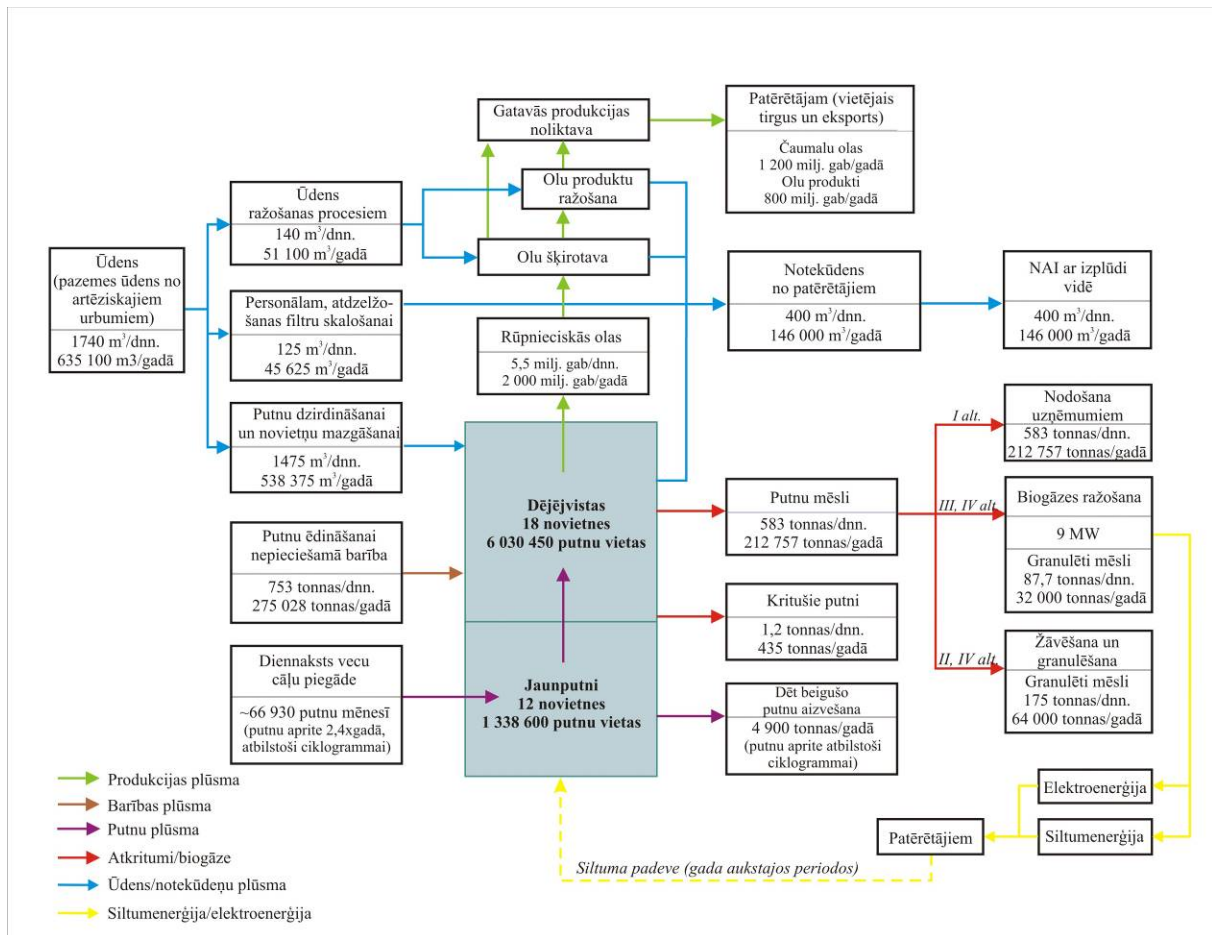 Gatavās produkcijas
noliktava
Patērētājam (vietējais
tirgus un eksports)
Čaumalu olas
1 200 milj. gab/gadā
Olu produkti
800 milj. gab/gadā
Olu produktu
ražošana
Olu šķirotava
Ūdens
ražošanas procesiem
140 m³/dnn.
51 100 m³/gadā
Ūdens
(pazemes ūdens no
artēziskajiem
urbumiem)
1740 m³/dnn.
635 100 m3/gadā
Personālam, atdzelžo-
šanas filtru skalošanai
125 m³/dnn.
45 625 m³/gadā
Rūpnieciskās olas
5,5 milj. gab/dnn.
2 000 milj. gab/gadā
Notekūdens
no patērētājiem
400 m³/dnn.
146 000 m³/gadā
NAI ar izplūdi
vidē
400 m³/dnn.
146 000 m³/gadā
Putnu dzirdināšanai
un novietņu mazgāšanai
1475 m³/dnn.
538 375 m³/gadā
Dējējvistas
18 novietnes
6 030 450 putnu vietas
Putnu mēsli
583 tonnas/dnn.
212 757 tonnas/gadā
I alt.
Nodošana
uzņēmumiem
583 tonnas/dnn.
212 757 tonnas/gadā
III, IV alt.
Biogāzes ražošana
9 MW
Granulēti mēsli
87,7 tonnas/dnn.
32 000 tonnas/gadā
II, IV alt.
Žāvēšana un
granulēšana
Granulēti mēsli
175 tonnas/dnn.
64 000 tonnas/gadā
Putnu ēdināšanai
nepieciešamā barība
753 tonnas/dnn.
275 028 tonnas/gadā
Kritušie putni
1,2 tonnas/dnn.
435 tonnas/gadā
Diennakts vecu
cāļu piegāde
~66 930 putnu mēnesī
(putnu aprite 2,4xgadā,
atbilstoši ciklogrammai)
Jaunputni
12 novietnes
1 338 600 putnu vietas
Dēt beigušo
putnu aizvešana
4 900 tonnas/gadā
(putnu aprite atbilstoši
ciklogrammai)
Elektroenerģija
Siltumenerģija
Patērētājiem
Siltuma padeve (gada aukstajos periodos)
Produkcijas plūsma
Barības plūsma
Putnu plūsma
Atkritumi/biogāze
Ūdens/notekūdeņu plūsma
Siltumenerģija/elektroenerģija